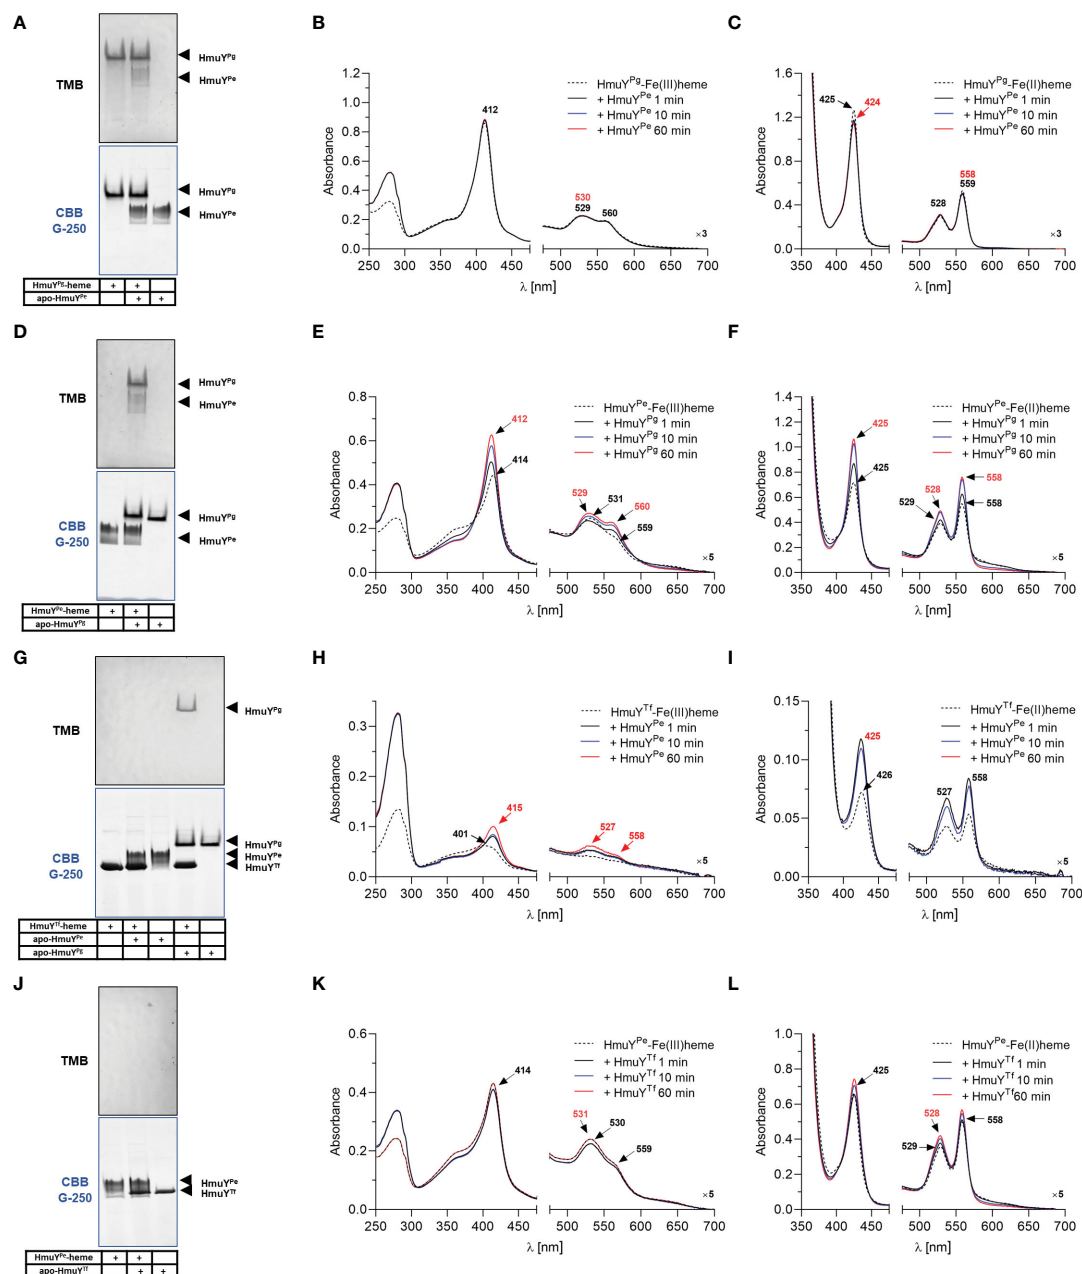 A
TMB
HmuYPg
HmuYPe
CBB
G-250
HmuYPg
HmuYPe
HmuYPg-heme + +
apo-HmuYPe + +
B
Absorbance
1.2
1.0
0.8
0.6
0.4
0.2
0.0
412
530
529
560
HmuYPg-Fe(III)heme
+ HmuYPe 1 min
+ HmuYPe 10 min
+ HmuYPe 60 min
×3
250 300 350 400 450 500 550 600 650 700
λ [nm]
C
Absorbance
1.6
1.2
0.8
0.4
0.0
425
424
528
558
559
HmuYPg-Fe(II)heme
+ HmuYPe 1 min
+ HmuYPe 10 min
+ HmuYPe 60 min
×3
350 400 450 500 550 600 650 700
λ [nm]
D
TMB
HmuYPg
HmuYPe
CBB
G-250
HmuYPg
HmuYPe
HmuYPe-heme + +
apo-HmuYPg + +
E
Absorbance
0.8
0.6
0.4
0.2
0.0
412
414
529
531
560
559
HmuYPe-Fe(III)heme
+ HmuYPg 1 min
+ HmuYPg 10 min
+ HmuYPg 60 min
×5
250 300 350 400 450 500 550 600 650 700
λ [nm]
F
Absorbance
1.4
1.2
1.0
0.8
0.6
0.4
0.2
0.0
425
425
529
528
558
558
HmuYPe-Fe(II)heme
+ HmuYPg 1 min
+ HmuYPg 10 min
+ HmuYPg 60 min
×5
350 400 450 500 550 600 650 700
λ [nm]
G
TMB
HmuYPg
CBB
G-250
HmuYPg
HmuYPe
HmuYTf
HmuYTf-heme + + +
apo-HmuYPe + +
apo-HmuYPg + +
H
Absorbance
0.3
0.2
0.1
0.0
401
415
527
558
HmuYTf-Fe(III)heme
+ HmuYPe 1 min
+ HmuYPe 10 min
+ HmuYPe 60 min
×5
250 300 350 400 450 500 550 600 650 700
λ [nm]
I
Absorbance
0.15
0.10
0.05
0.00
425
426
527
558
HmuYTf-Fe(II)heme
+ HmuYPe 1 min
+ HmuYPe 10 min
+ HmuYPe 60 min
×5
350 400 450 500 550 600 650 700
λ [nm]
J
TMB
CBB
G-250
HmuYPe
HmuYTf
HmuYPe-heme + +
apo-HmuYTf + +
K
Absorbance
0.6
0.4
0.2
0.0
414
531
530
559
HmuYPe-Fe(III)heme
+ HmuYTf 1 min
+ HmuYTf 10 min
+ HmuYTf 60 min
×5
250 300 350 400 450 500 550 600 650 700
λ [nm]
L
Absorbance
1.0
0.8
0.6
0.4
0.2
0.0
425
528
529
558
HmuYPe-Fe(II)heme
+ HmuYTf 1 min
+ HmuYTf 10 min
+ HmuYTf 60 min
×5
350 400 450 500 550 600 650 700
λ [nm]